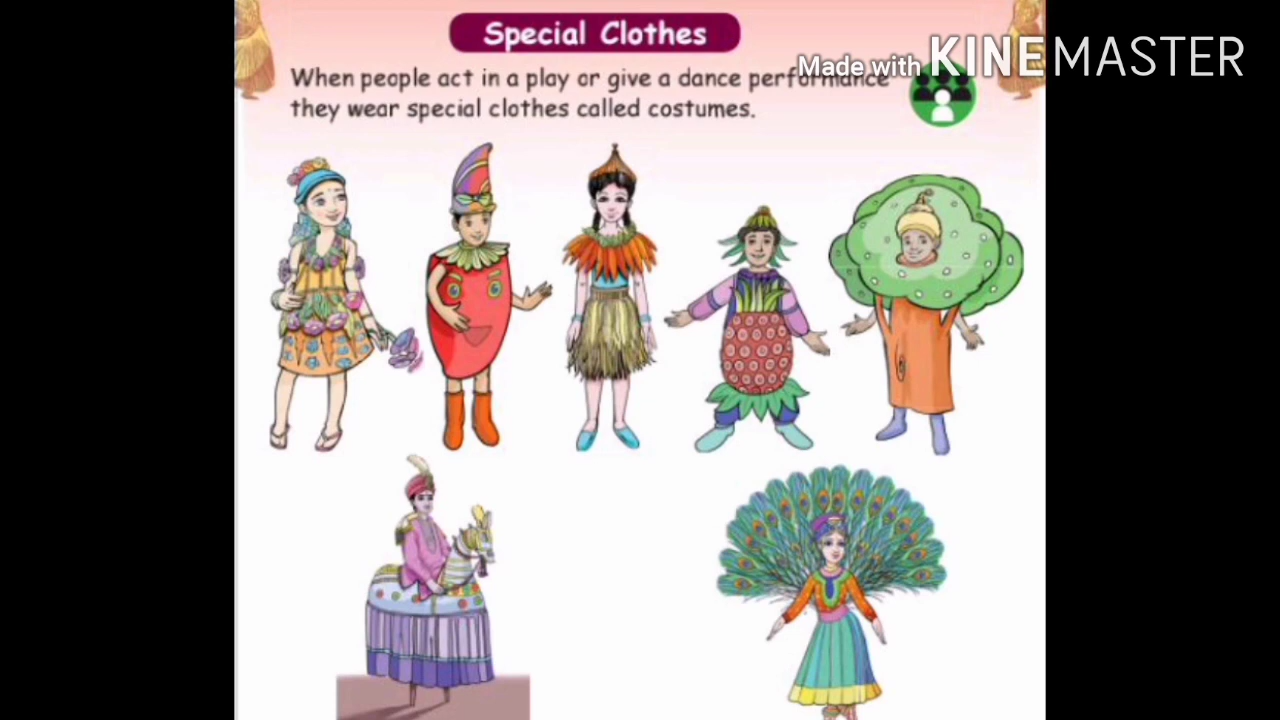 Special Clothes
Made with KINEMASTER
When people act in a play or give a dance performance
they wear special clothes called costumes.